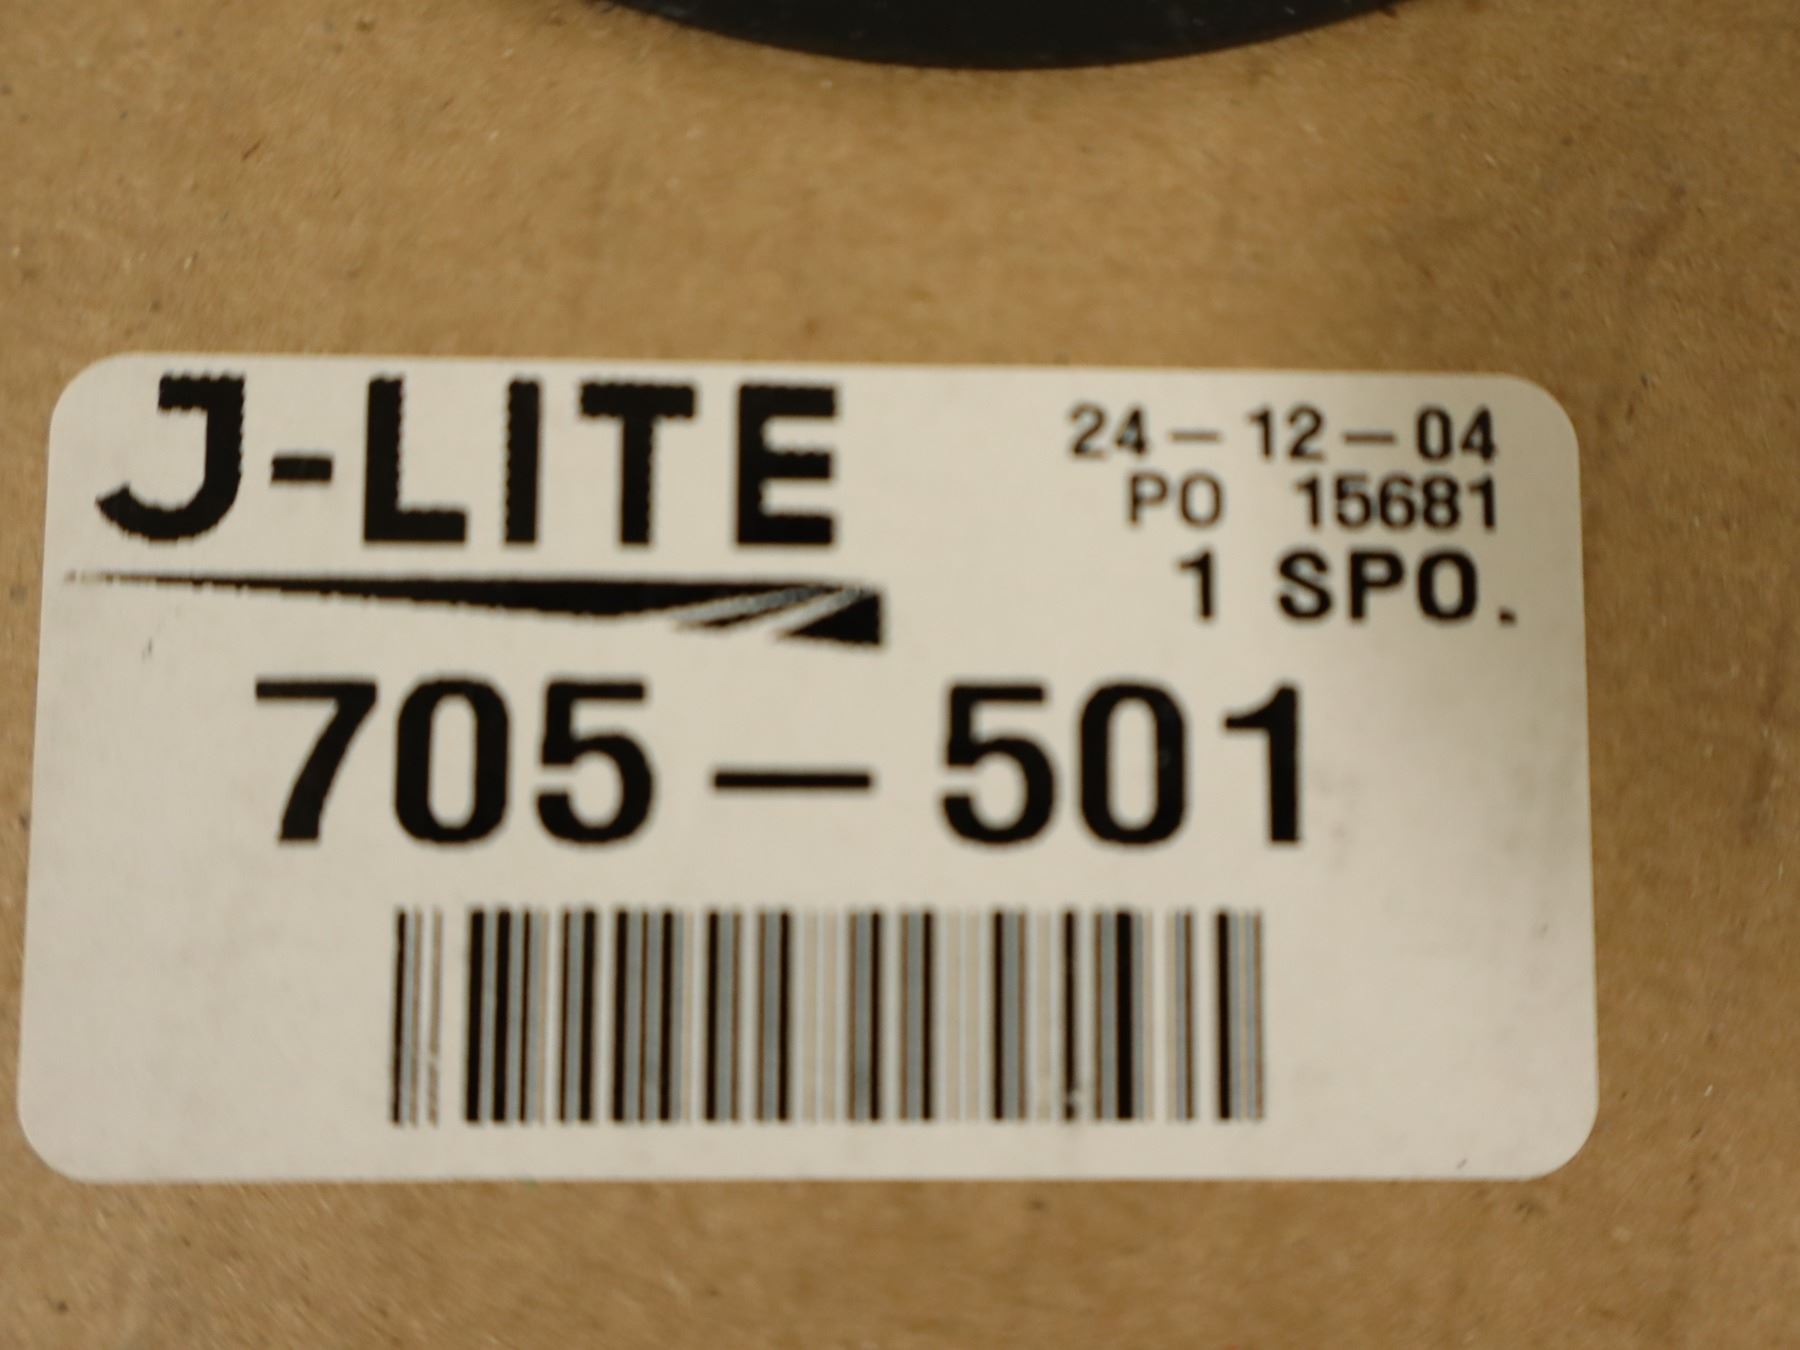 J-LITE
24-12-04
PO 15681
1 SPO.
705-501